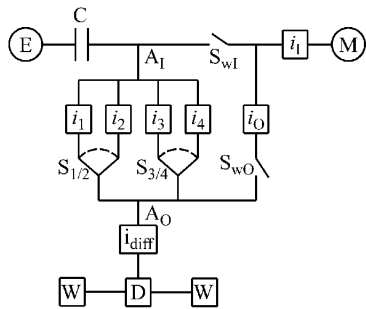 C
E
A_I
S_wI
i_I
M
i_1
i_2
i_3
i_4
i_O
S_1/2
S_3/4
S_wO
A_O
i_diff
W
D
W